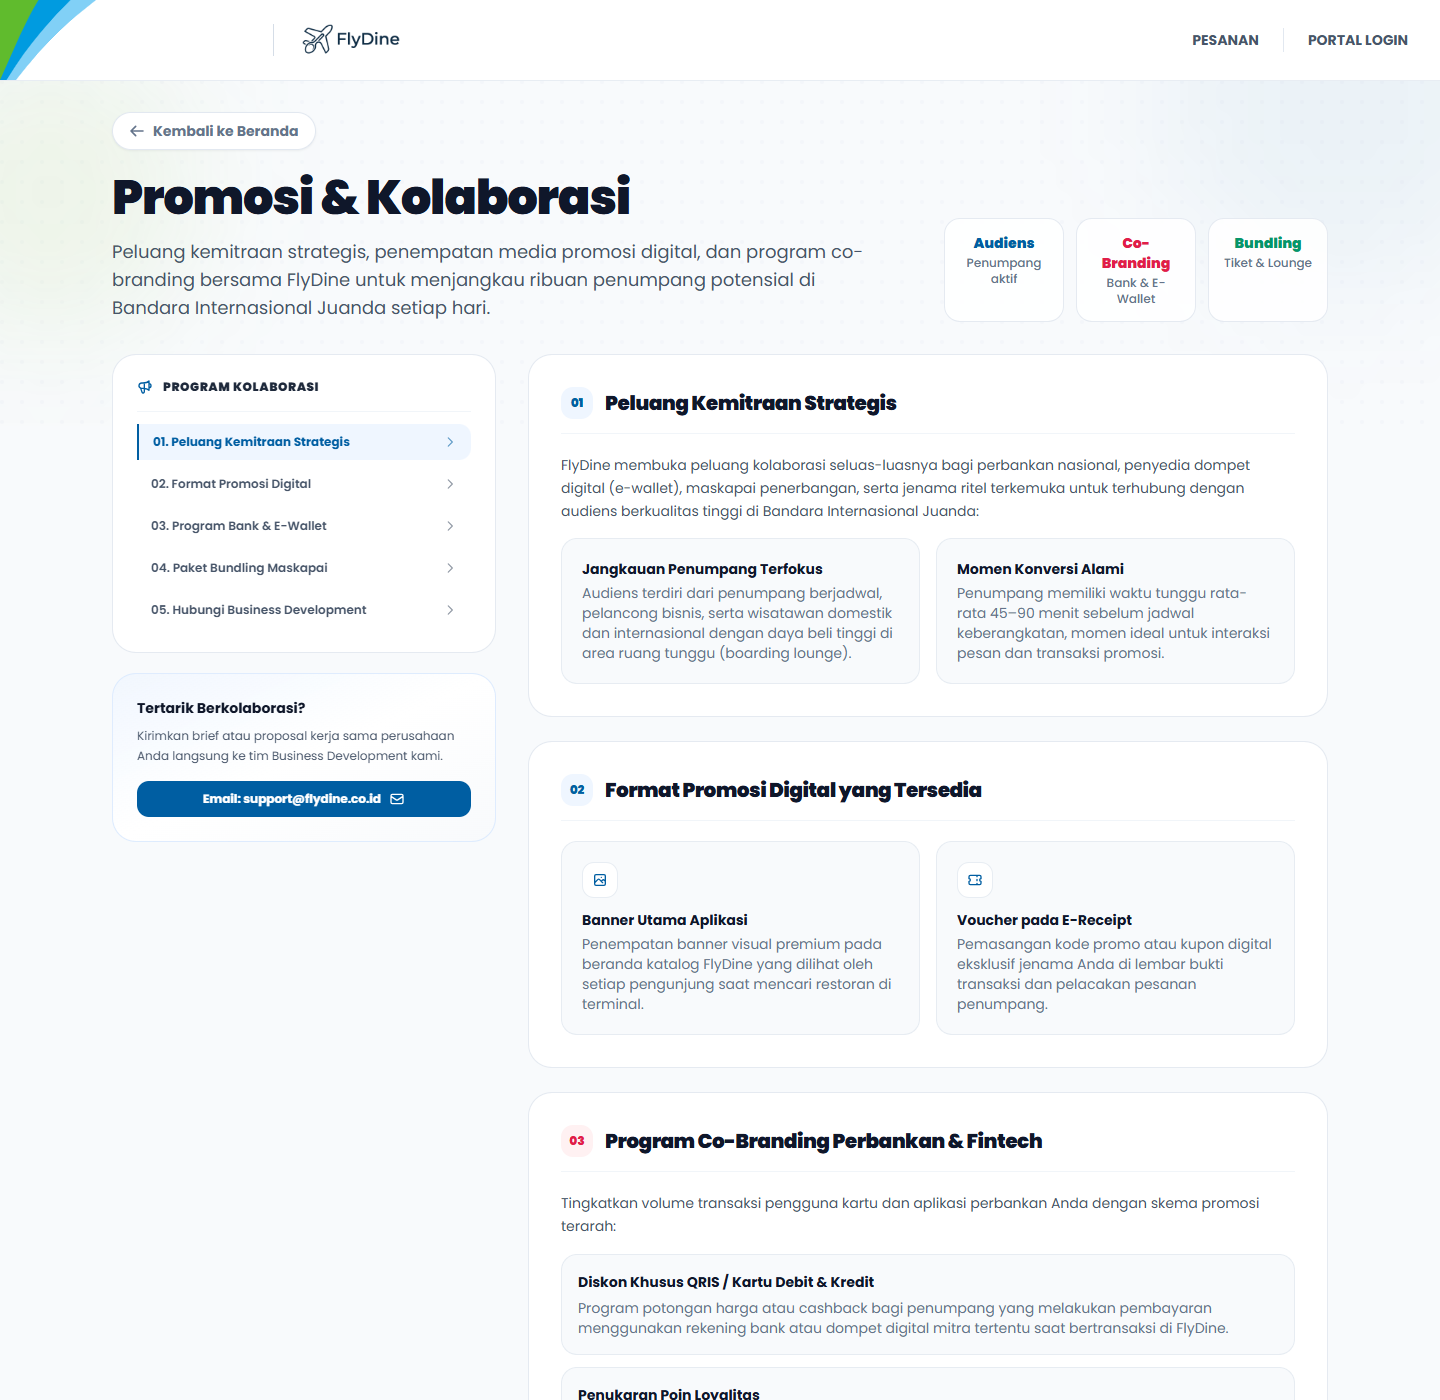 FlyDine
PESANAN
PORTAL LOGIN
Kembali ke Beranda
Promosi & Kolaborasi
Peluang kemitraan strategis, penempatan media promosi digital, dan program co-
branding bersama FlyDine untuk menjangkau ribuan penumpang potensial di
Bandara Internasional Juanda setiap hari.
Audiens
Penumpang
aktif
Co-
Branding
Bank & E-
Wallet
Bundling
Tiket & Lounge
PROGRAM KOLABORASI
01. Peluang Kemitraan Strategis
02. Format Promosi Digital
03. Program Bank & E-Wallet
04. Paket Bundling Maskapai
05. Hubungi Business Development
Tertarik Berkolaborasi?
Kirimkan brief atau proposal kerja sama perusahaan
Anda langsung ke tim Business Development kami.
Email: support@flydine.co.id
01 Peluang Kemitraan Strategis
FlyDine membuka peluang kolaborasi seluas-luasnya bagi perbankan nasional, penyedia dompet
digital (e-wallet), maskapai penerbangan, serta jenama ritel terkemuka untuk terhubung dengan
audiens berkualitas tinggi di Bandara Internasional Juanda:
Jangkauan Penumpang Terfokus
Audiens terdiri dari penumpang berjadwal,
pelancong bisnis, serta wisatawan domestik
dan internasional dengan daya beli tinggi di
area ruang tunggu (boarding lounge).
Momen Konversi Alami
Penumpang memiliki waktu tunggu rata-
rata 45–90 menit sebelum jadwal
keberangkatan, momen ideal untuk interaksi
pesan dan transaksi promosi.
02 Format Promosi Digital yang Tersedia
Banner Utama Aplikasi
Penempatan banner visual premium pada
beranda katalog FlyDine yang dilihat oleh
setiap pengunjung saat mencari restoran di
terminal.
Voucher pada E-Receipt
Pemasangan kode promo atau kupon digital
eksklusif jenama Anda di lembar bukti
transaksi dan pelacakan pesanan
penumpang.
03 Program Co-Branding Perbankan & Fintech
Tingkatkan volume transaksi pengguna kartu dan aplikasi perbankan Anda dengan skema promosi
terarah:
Diskon Khusus QRIS / Kartu Debit & Kredit
Program potongan harga atau cashback bagi penumpang yang melakukan pembayaran
menggunakan rekening bank atau dompet digital mitra tertentu saat bertransaksi di FlyDine.
Penukaran Poin Loyalitas